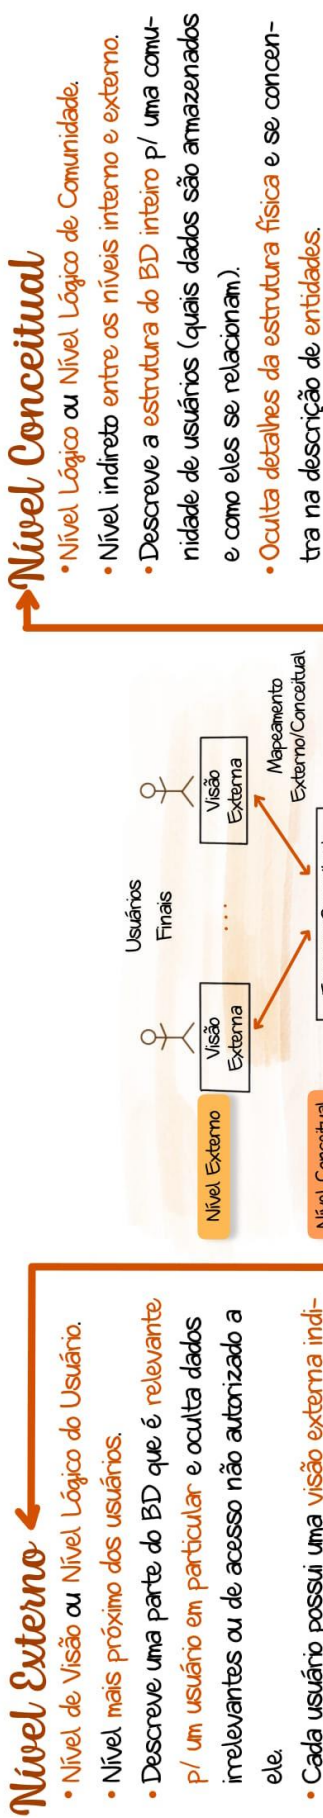 Nível Externo
• Nível de Visão ou Nível Lógico do Usuário.
• Nível mais próximo dos usuários.
• Descreve uma parte do BD que é relevante
p/ um usuário em particular e oculta dados
irrelevantes ou de acesso não autorizado a
ele.
• Cada usuário possui uma visão externa indi-
Usuários
Finais
Nível Externo
Visão
Externa
...
Visão
Externa
Mapeamento
Externo/Conceitual
Nível Conceitual
Nível Conceitual
• Nível Lógico ou Nível Lógico de Comunidade.
• Nível indireto entre os níveis interno e externo.
• Descreve a estrutura do BD inteiro p/ uma comu-
nidade de usuários (quais dados são armazenados
e como eles se relacionam).
• Oculta detalhes da estrutura física e se concen-
tra na descrição de entidades.